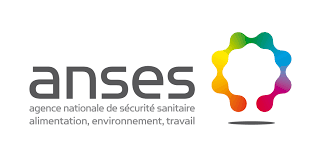 anses
agence nationale de sécurité sanitaire
alimentation, environnement, travail